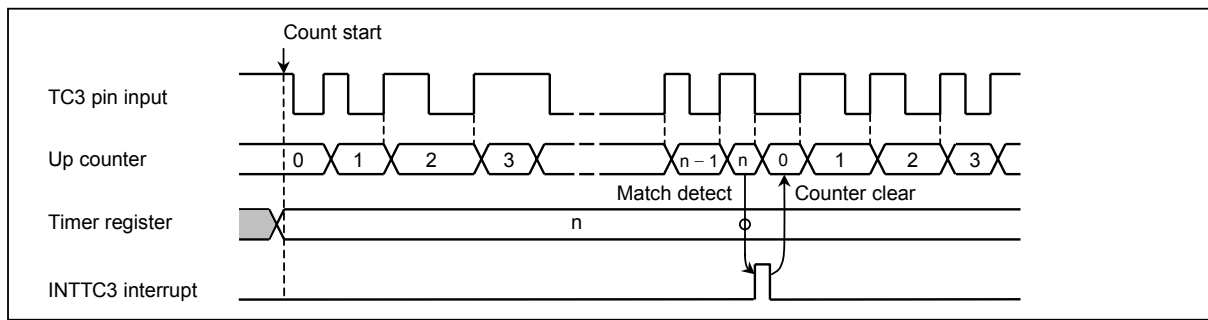 Count start
TC3 pin input
Up counter 0 1 2 3 n − 1 n 0 1 2 3
Match detect Counter clear
Timer register n
INTTC3 interrupt